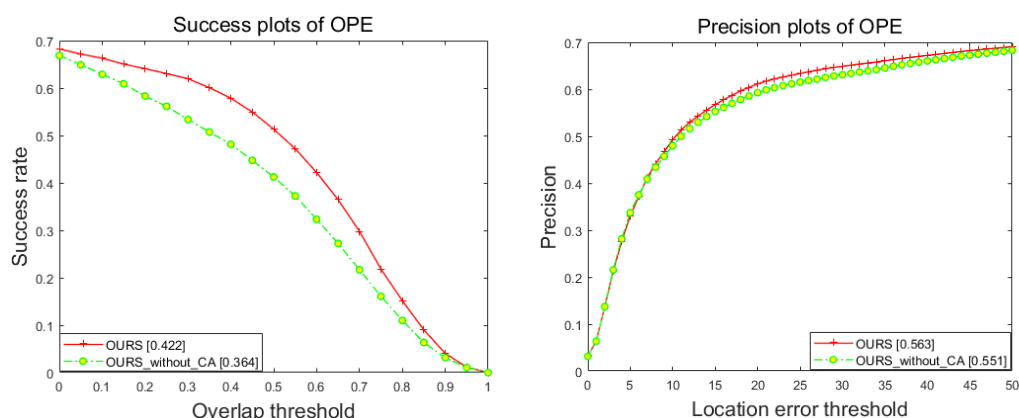 Success plots of OPE
0.7
0.6
0.5
0.4
0.3
0.2
0.1
0
Success rate
OURS [0.422]
OURS_without_CA [0.364]
0 0.1 0.2 0.3 0.4 0.5 0.6 0.7 0.8 0.9 1
Overlap threshold
Precision plots of OPE
0.7
0.6
0.5
0.4
0.3
0.2
0.1
0
Precision
OURS [0.563]
OURS_without_CA [0.551]
0 5 10 15 20 25 30 35 40 45 50
Location error threshold